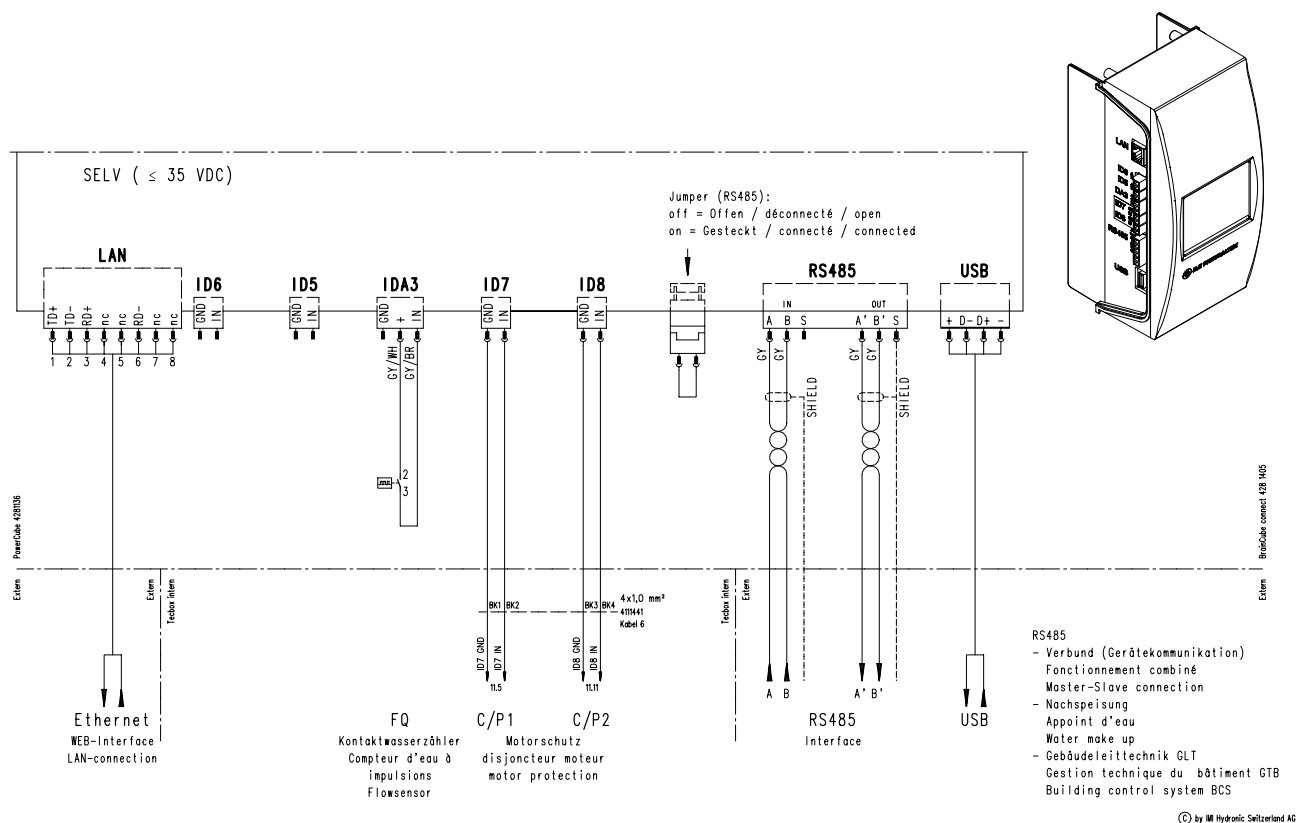 SELV ( ≤ 35 VDC)
Jumper (RS485):
off = Offen / déconnecté / open
on = Gesteckt / connecté / connected
LAN
ID6
ID5
IDA3
ID7
ID8
RS485
USB
IN
OUT
TD+
TD-
RD+
nc
nc
RD-
nc
nc
GND
IN
GND
IN
GND
+
IN
GND
IN
GND
IN
A
B
S
A'
B'
S
+ D- D+ -
1 2 3 4 5 6 7 8
GY/WH
GY/BR
GY
GY
GY
GY
SHIELD
SHIELD
2
3
PowerCube 4281136
Extern
Extern
Tecbox intern
Tecbox intern
Extern
BrainCube connect 428 1405
Extern
BK1
BK2
BK3
BK4
4x1,0 mm²
4111441
Kabel 6
ID7 GND
ID7 IN
ID8 GND
ID8 IN
11.5
11.11
A B
A' B'
Ethernet
WEB-Interface
LAN-connection
FQ
Kontaktwasserzähler
Compteur d'eau à
impulsions
Flowsensor
C/P1
C/P2
Motorschutz
disjoncteur moteur
motor protection
RS485
Interface
USB
RS485
- Verbund (Gerätekommunikation)
Fonctionnement combiné
Master-Slave connection
- Nachspeisung
Appoint d'eau
Water make up
- Gebäudeleittechnik GLT
Gestion technique du bâtiment GTB
Building control system BCS
LAN
RS485
USB
IMI PNEUMATEX
(C) by IMI Hydronic Switzerland AG